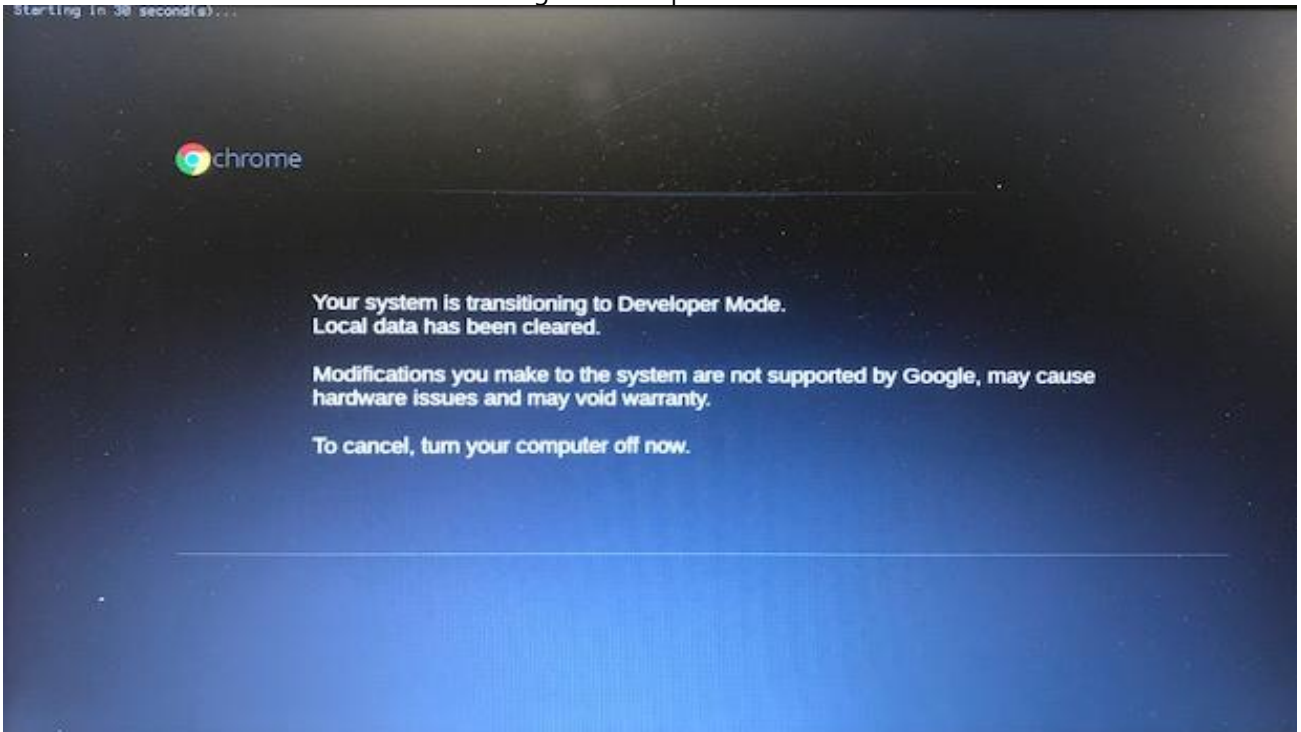 Starting in 30 second(s)...
chrome
Your system is transitioning to Developer Mode.
Local data has been cleared.
Modifications you make to the system are not supported by Google, may cause
hardware issues and may void warranty.
To cancel, turn your computer off now.